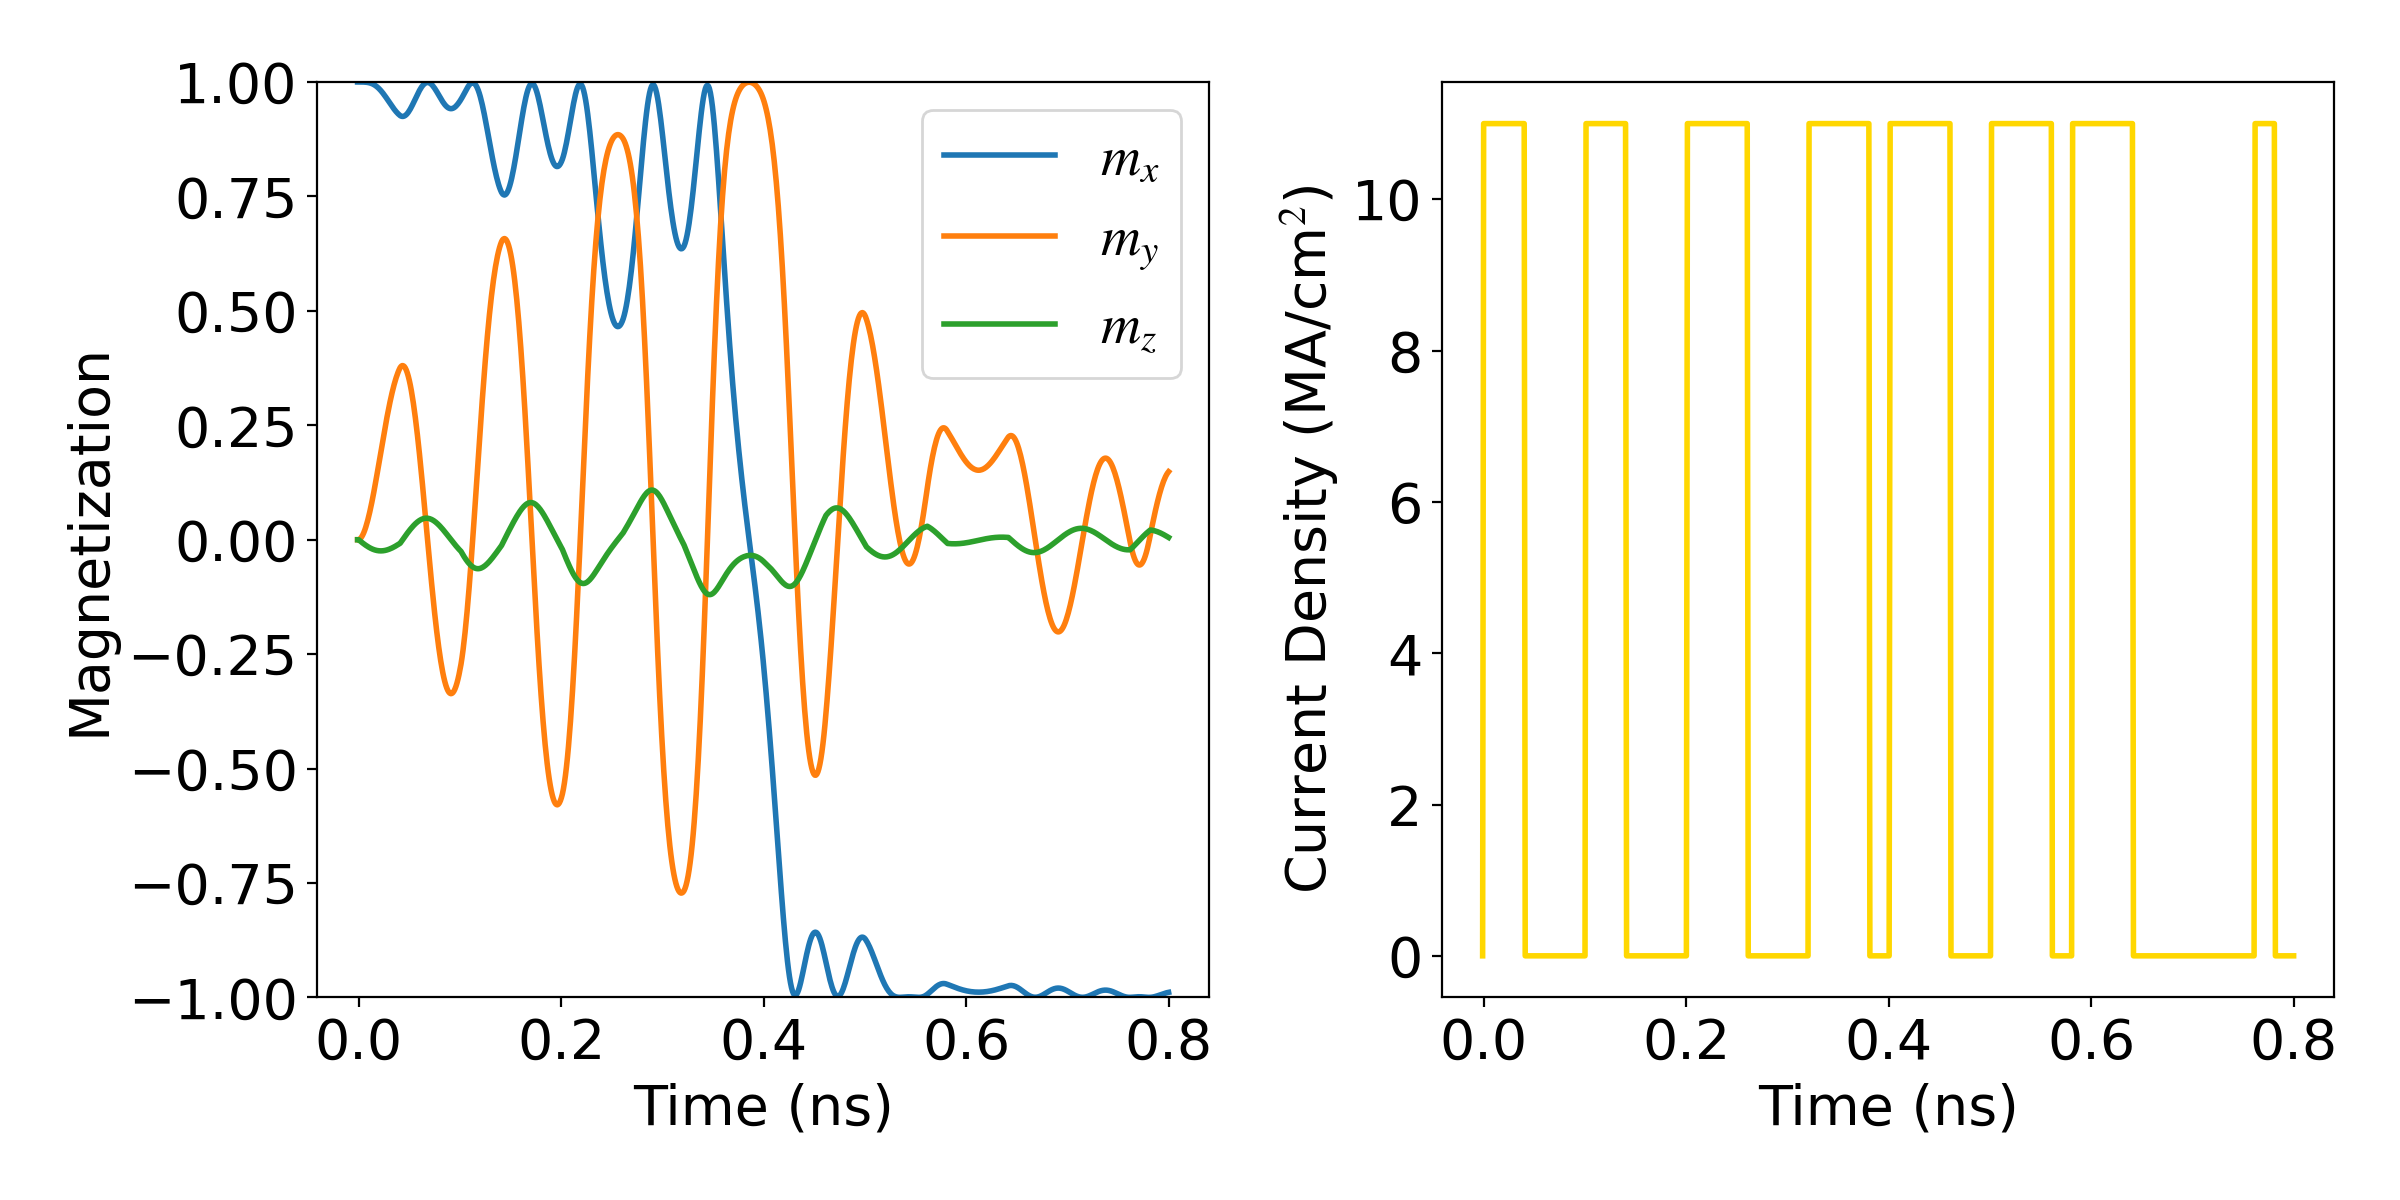 1.00
0.75
0.50
0.25
0.00
−0.25
−0.50
−0.75
−1.00
Magnetization
0.0 0.2 0.4 0.6 0.8
Time (ns)
m_x
m_y
m_z
10
8
6
4
2
0
Current Density (MA/cm²)
0.0 0.2 0.4 0.6 0.8
Time (ns)